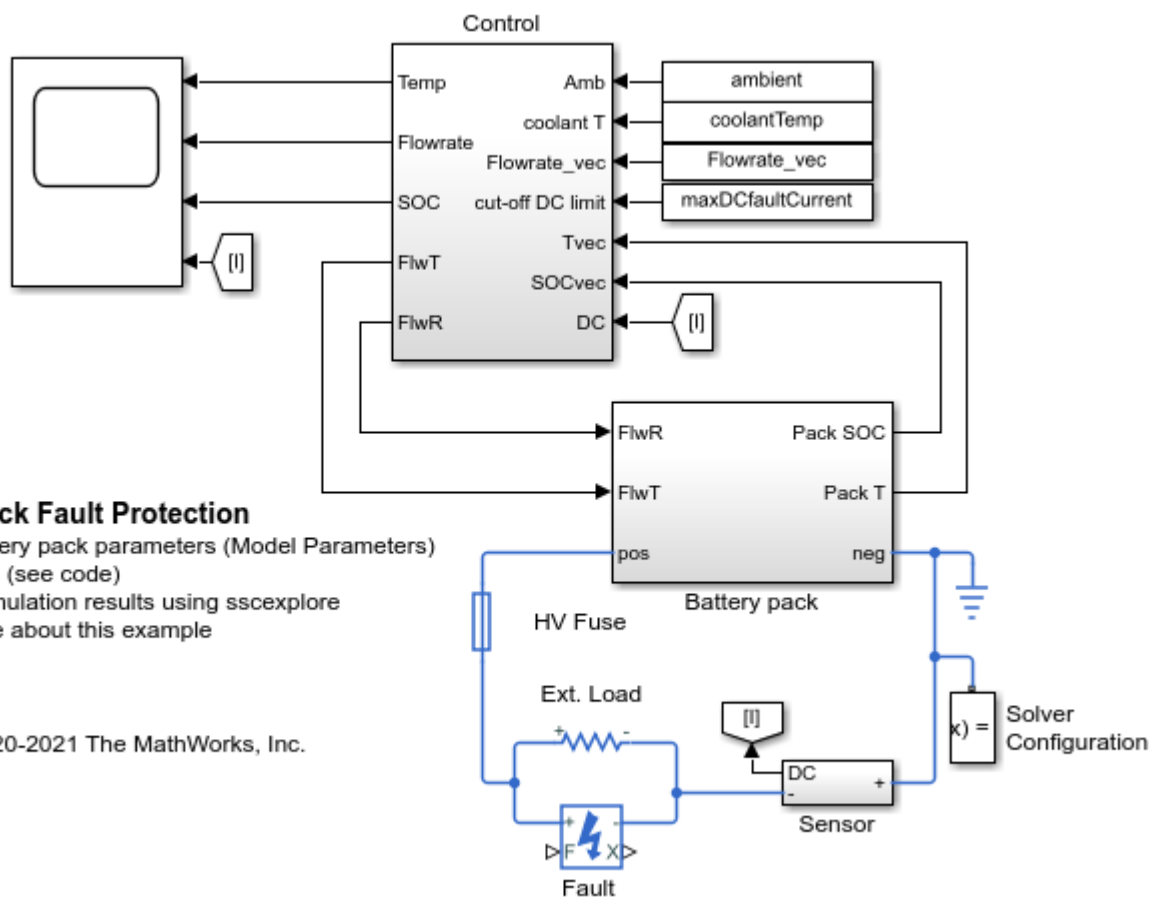 Control
Temp
Amb
ambient
coolant T
coolantTemp
Flowrate
Flowrate_vec
Flowrate_vec
SOC
cut-off DC limit
maxDCfaultCurrent
Tvec
FlwT
[I]
SOCvec
FlwR
DC
[I]
FlwR
Pack SOC
FlwT
Pack T
pos
neg
Battery pack
ck Fault Protection
ery pack parameters (Model Parameters)
(see code)
mulation results using sscexplore
e about this example
HV Fuse
Ext. Load
+ -
[I]
x) =
Solver
Configuration
20-2021 The MathWorks, Inc.
DC
- +
Sensor
+ -
F X
Fault